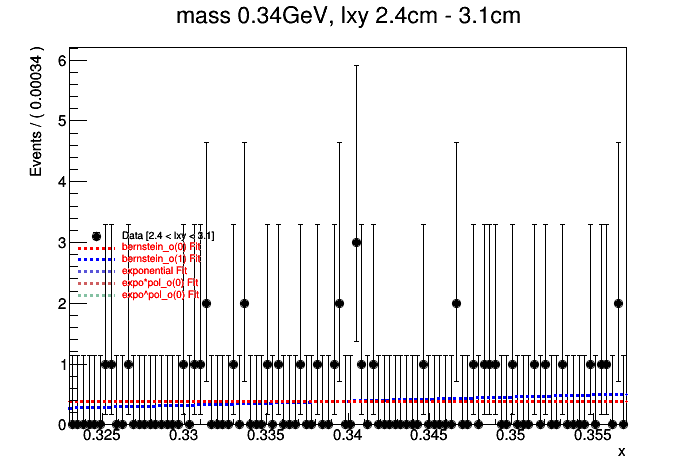 mass 0.34GeV, lxy 2.4cm - 3.1cm
Events / ( 0.00034 )
6
5
4
3
2
1
0
Data [2.4 < lxy < 3.1]
bernstein_o(0) Fit
bernstein_o(1) Fit
exponential Fit
expo*pol_o(0) Fit
expo^pol_o(0) Fit
0.325 0.33 0.335 0.34 0.345 0.35 0.355
x